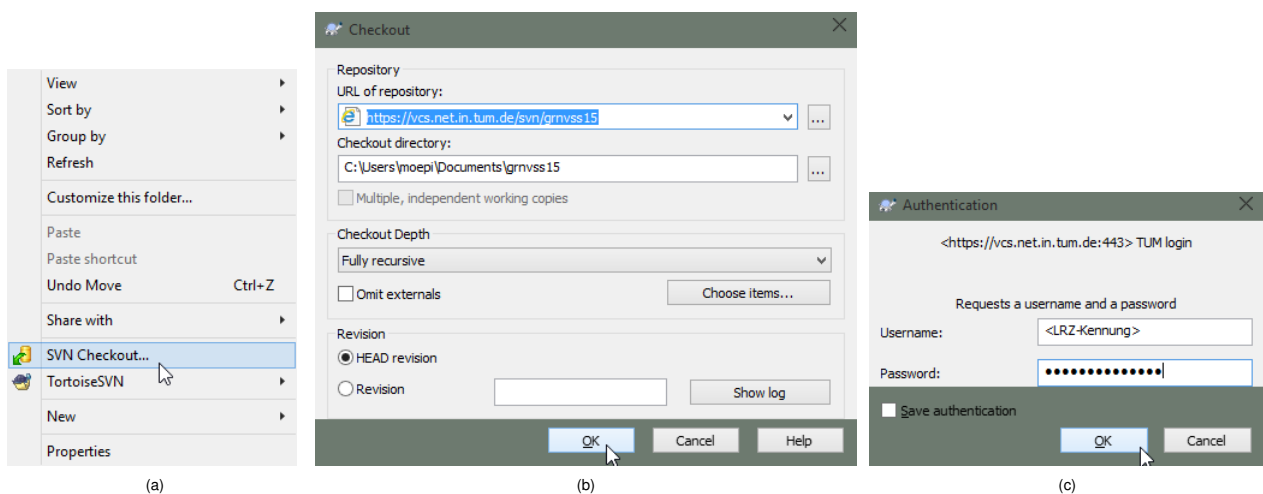 View
Sort by
Group by
Refresh
Customize this folder...
Paste
Paste shortcut
Undo Move Ctrl+Z
Share with
SVN Checkout...
TortoiseSVN
New
Properties
(a)
Checkout
Repository
URL of repository:
https://vcs.net.in.tum.de/svn/grnvss15
...
Checkout directory:
C:\Users\moepi\Documents\grnvss15
...
Multiple, independent working copies
Checkout Depth
Fully recursive
Omit externals
Choose items...
Revision
HEAD revision
Revision
Show log
OK Cancel Help
(b)
Authentication
<https://vcs.net.in.tum.de:443> TUM login
Requests a username and a password
Username: <LRZ-Kennung>
Password: ●●●●●●●●●●●●●●
Save authentication
OK Cancel
(c)